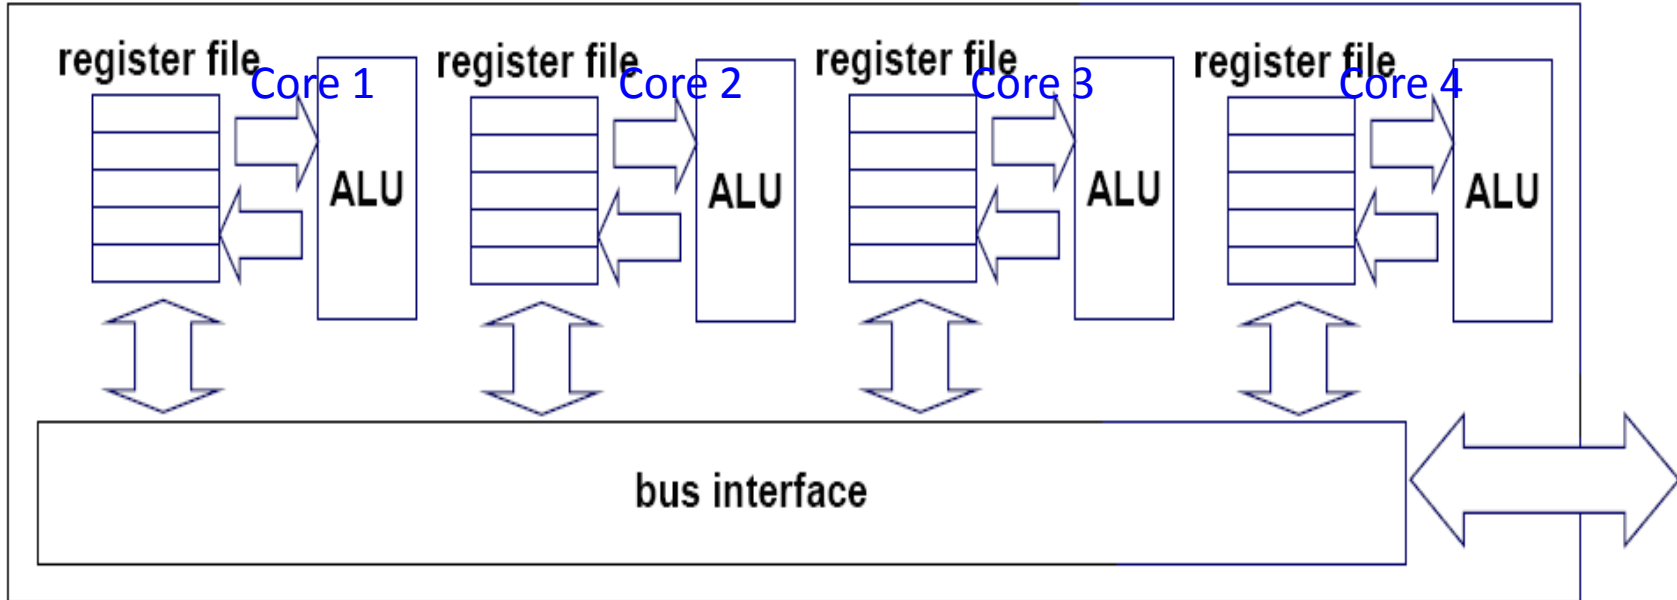 register file register file register file register file
Core 1 Core 2 Core 3 Core 4
ALU ALU ALU ALU
bus interface